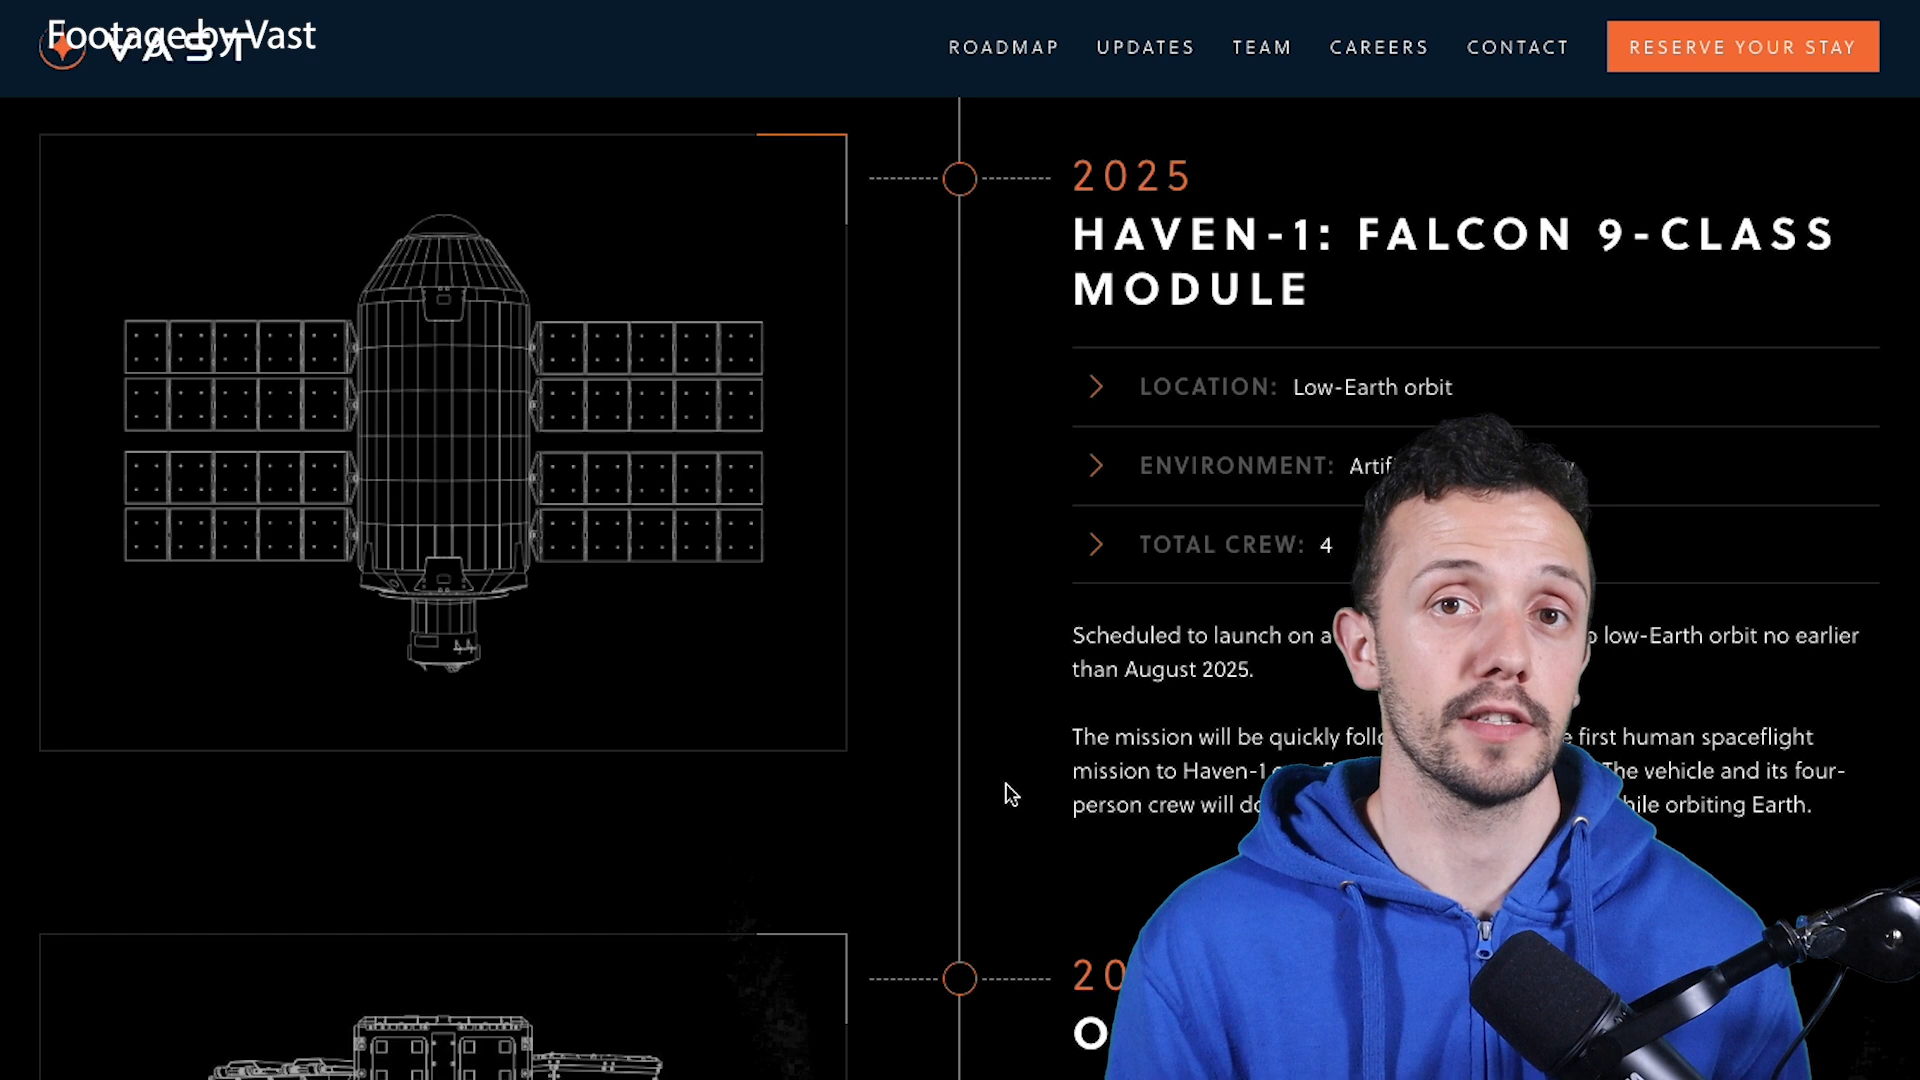 Footage by Vast
VAST
ROADMAP UPDATES TEAM CAREERS CONTACT RESERVE YOUR STAY
2025
HAVEN-1: FALCON 9-CLASS
MODULE
LOCATION: Low-Earth orbit
ENVIRONMENT:
TOTAL CREW: 4
Scheduled to launch on a low-Earth orbit no earlier
than August 2025.
The mission will be quickly first human spaceflight
mission to Haven-1 The vehicle and its four-
person crew will orbiting Earth.